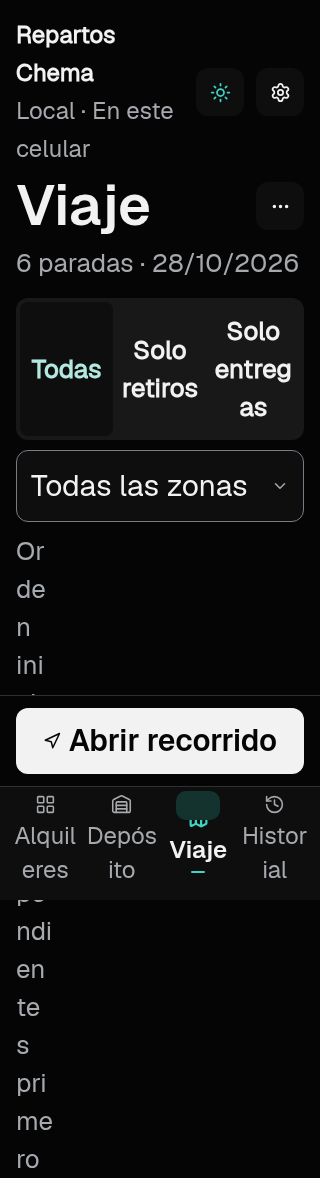 Repartos
Chema
Local · En este
celular
Viaje
6 paradas · 28/10/2026
Todas
Solo
retiros
Solo
entreg
as
Todas las zonas
Or
de
n
ini
Abrir recorrido
Alquil
eres
Depós
ito
Viaje
Histor
ial
ndi
en
te
s
pri
me
ro